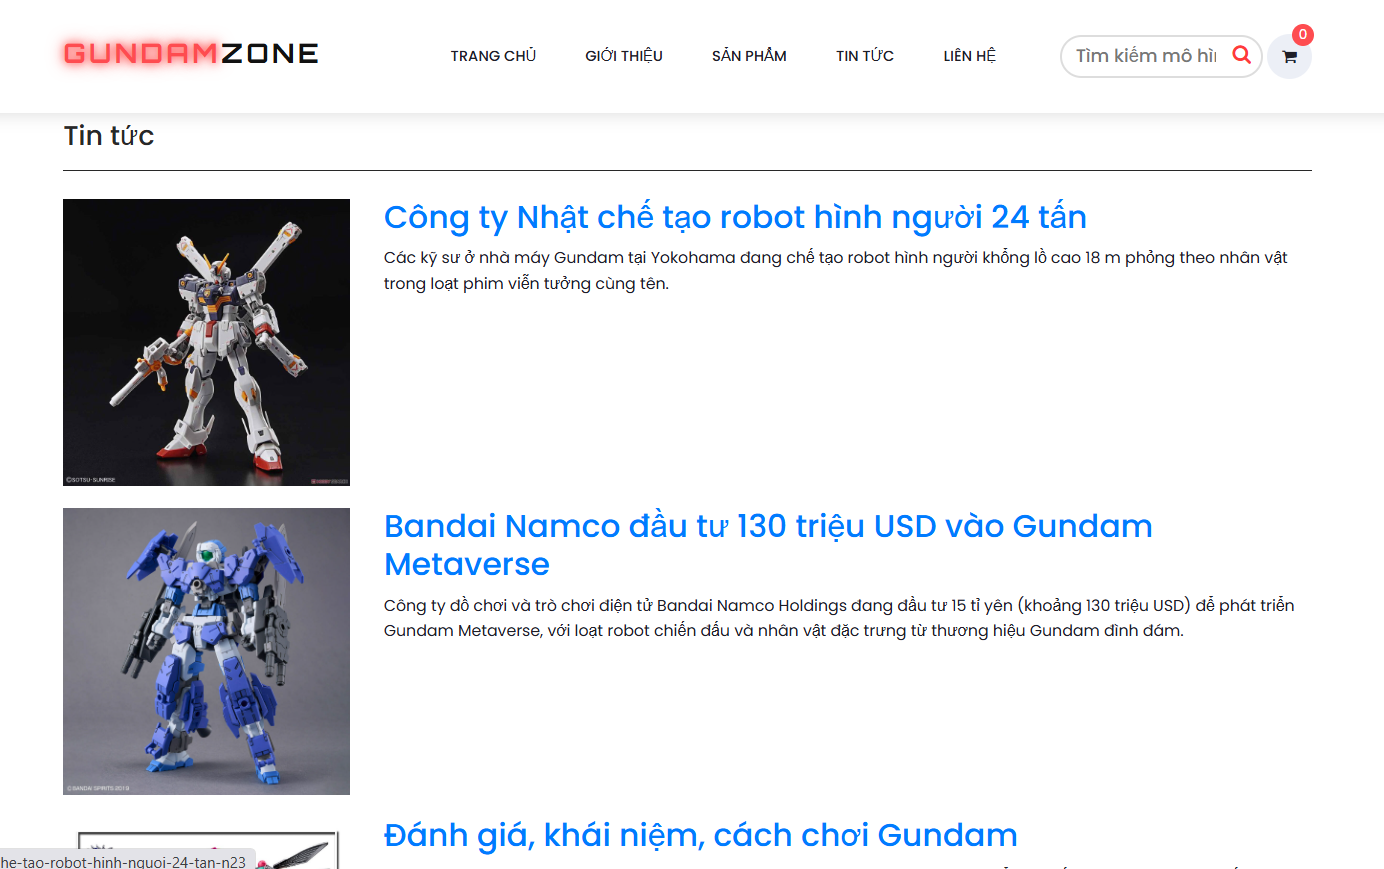 GUNDAMZONE
TRANG CHỦ
GIỚI THIỆU
SẢN PHẨM
TIN TỨC
LIÊN HỆ
Tìm kiếm mô hì
0
Tin tức
Công ty Nhật chế tạo robot hình người 24 tấn
Các kỹ sư ở nhà máy Gundam tại Yokohama đang chế tạo robot hình người khổng lồ cao 18 m phỏng theo nhân vật
trong loạt phim viễn tưởng cùng tên.
©SOTSU·SUNRISE
Bandai Namco đầu tư 130 triệu USD vào Gundam
Metaverse
Công ty đồ chơi và trò chơi điện tử Bandai Namco Holdings đang đầu tư 15 tỉ yên (khoảng 130 triệu USD) để phát triển
Gundam Metaverse, với loạt robot chiến đấu và nhân vật đặc trưng từ thương hiệu Gundam đình đám.
©BANDAI SPIRITS 2019
Đánh giá, khái niệm, cách chơi Gundam
he-tao-robot-hinh-nguoi-24-tan-n23